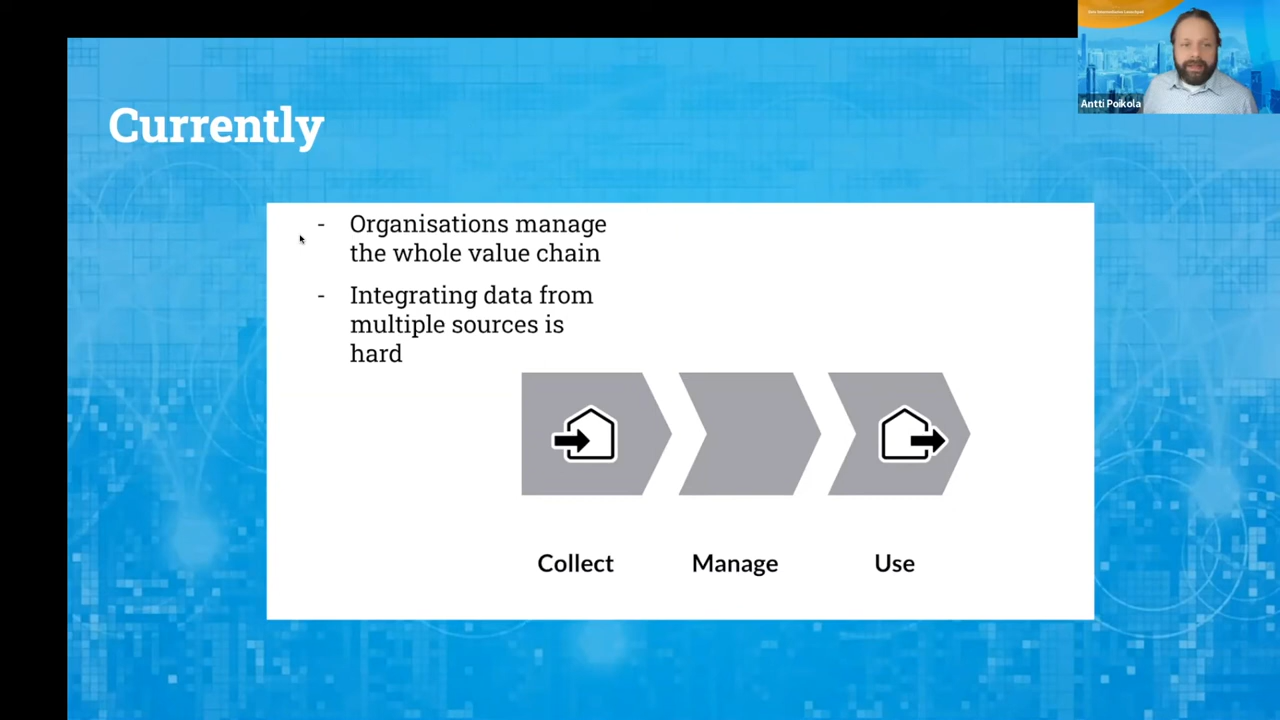 Currently
- Organisations manage
the whole value chain
- Integrating data from
multiple sources is
hard
Collect
Manage
Use
Antti Poikola